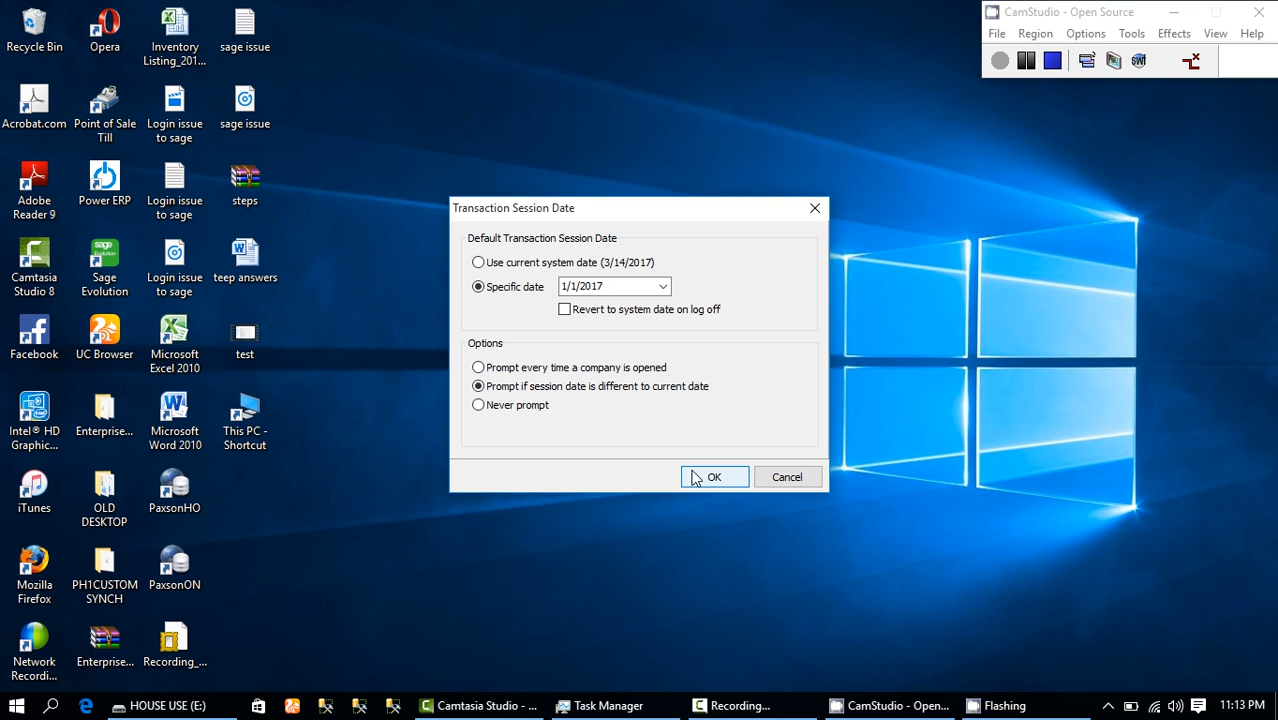 Recycle Bin
Opera
Inventory
Listing_201...
sage issue
Acrobat.com
Point of Sale
Till
Login issue
to sage
sage issue
Adobe
Reader 9
Power ERP
Login issue
to sage
steps
Camtasia
Studio 8
Sage
Evolution
Login issue
to sage
teep answers
Facebook
UC Browser
Microsoft
Excel 2010
test
Intel® HD
Graphic...
Enterprise...
Microsoft
Word 2010
This PC -
Shortcut
iTunes
OLD
DESKTOP
PaxsonHO
Mozilla
Firefox
PH1CUSTOM
SYNCH
PaxsonON
Network
Recordi...
Enterprise...
Recording_...
CamStudio - Open Source
File Region Options Tools Effects View Help
SWf
Transaction Session Date
Default Transaction Session Date
Use current system date (3/14/2017)
Specific date 1/1/2017
Revert to system date on log off
Options
Prompt every time a company is opened
Prompt if session date is different to current date
Never prompt
OK Cancel
HOUSE USE (E:) Camtasia Studio - ... Task Manager Recording... CamStudio - Open... Flashing 11:13 PM